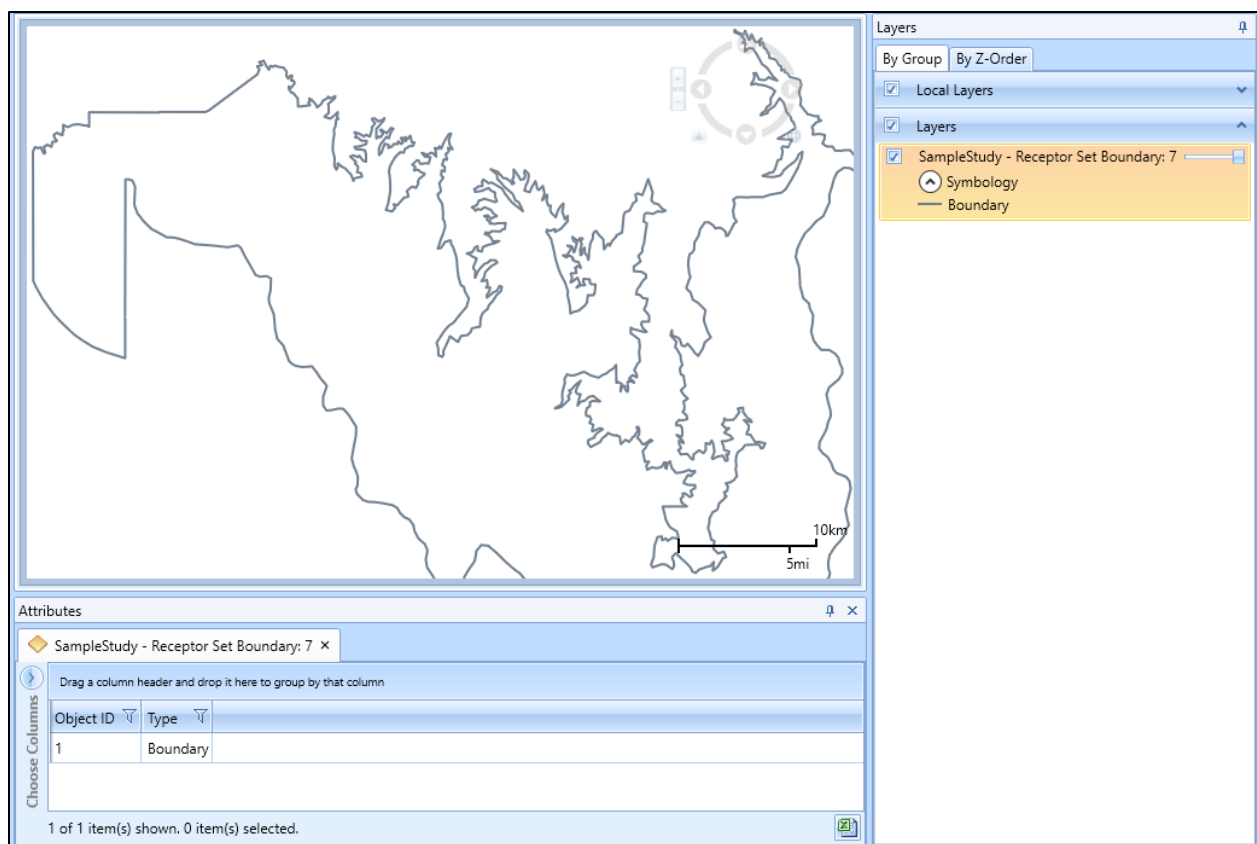 Layers
By Group By Z-Order
Local Layers
Layers
SampleStudy - Receptor Set Boundary: 7
Symbology
Boundary
10km
5mi
Attributes
SampleStudy - Receptor Set Boundary: 7
Choose Columns
Drag a column header and drop it here to group by that column
Object ID Type
1 Boundary
1 of 1 item(s) shown. 0 item(s) selected.